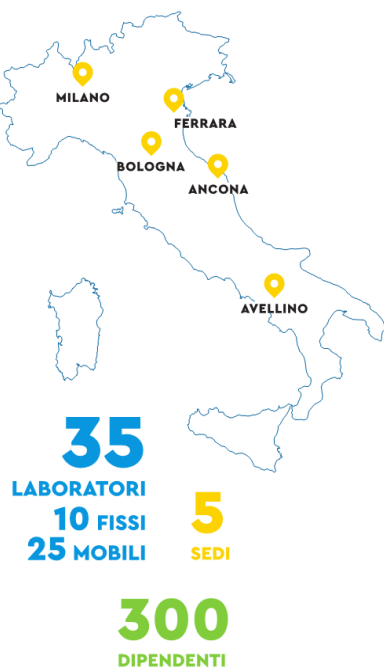 MILANO
FERRARA
BOLOGNA
ANCONA
AVELLINO
35
LABORATORI
10 FISSI
25 MOBILI
5
SEDI
300
DIPENDENTI